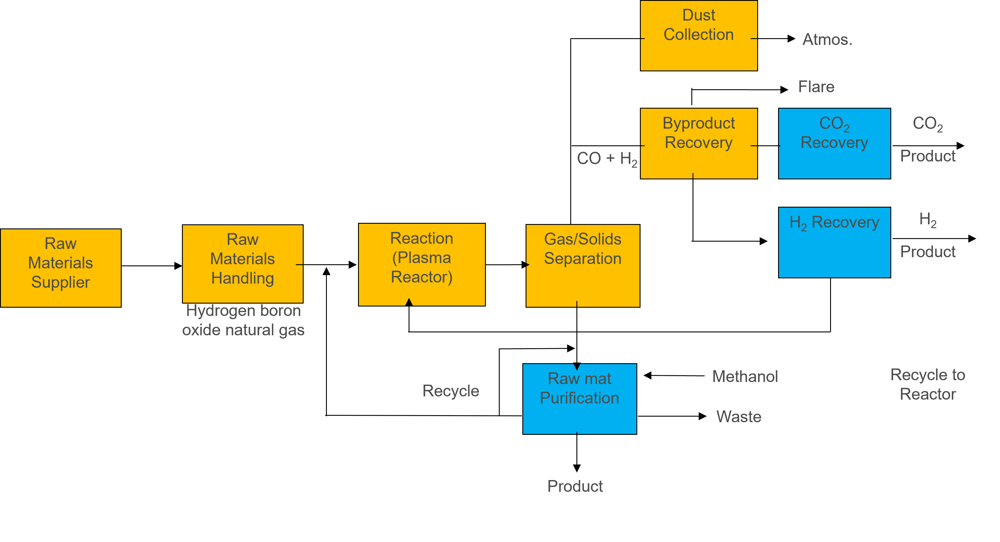 Dust
Collection
Atmos.
Flare
Byproduct
Recovery
CO₂
Recovery
CO₂
Product
CO + H₂
H₂ Recovery
H₂
Product
Raw
Materials
Supplier
Raw
Materials
Handling
Hydrogen boron
oxide natural gas
Reaction
(Plasma
Reactor)
Gas/Solids
Separation
Recycle
Raw mat
Purification
Methanol
Waste
Recycle to
Reactor
Product